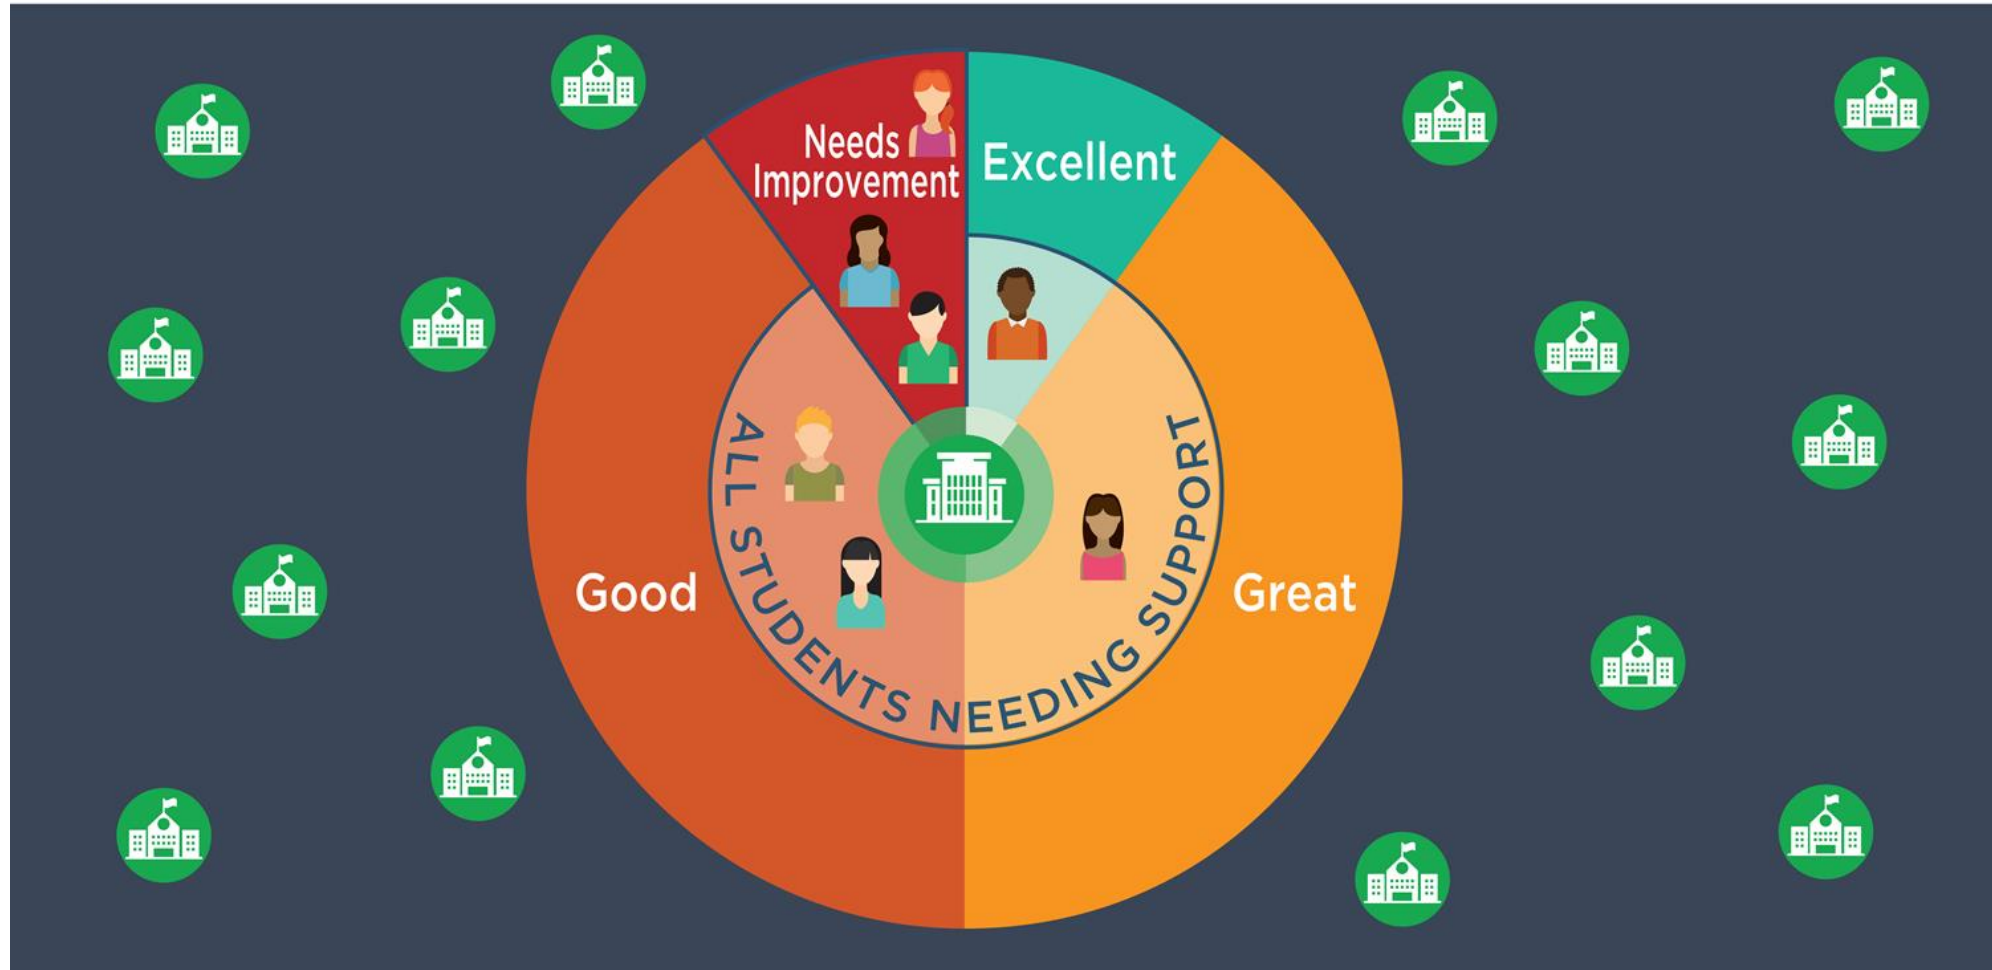 Needs
Improvement
Excellent
Good
Great
ALL STUDENTS NEEDING SUPPORT